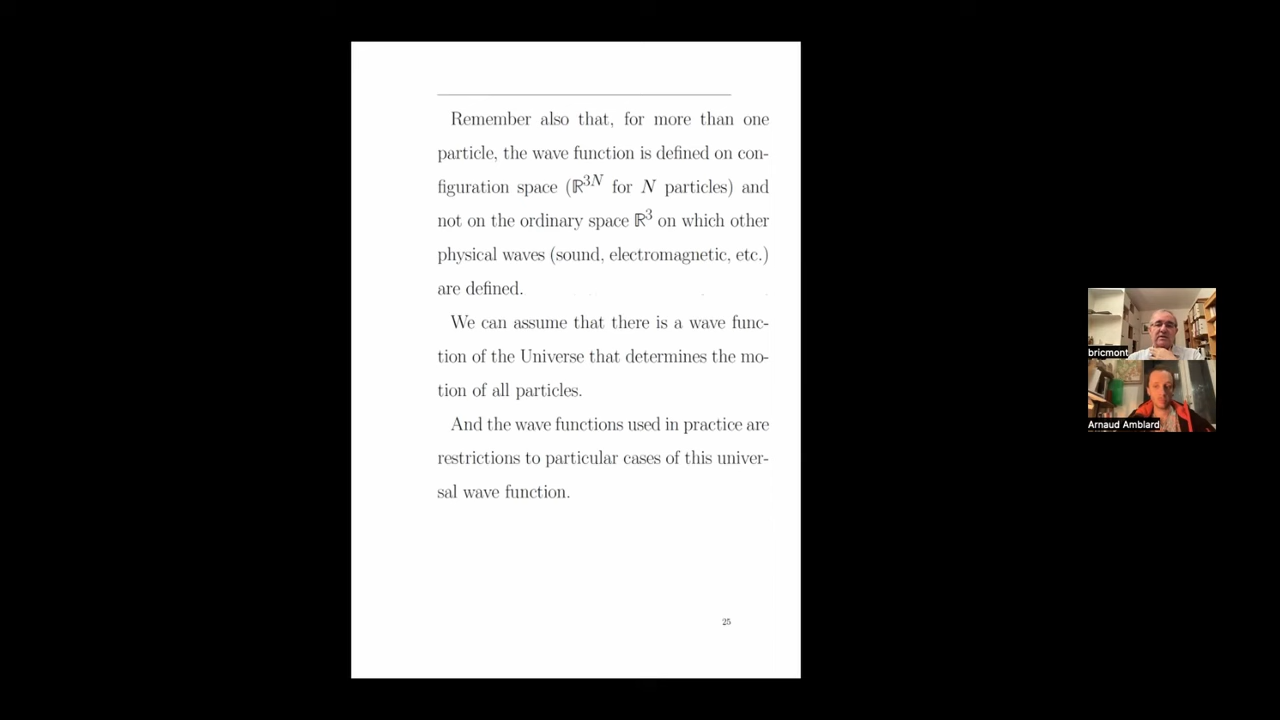 Remember also that, for more than one
particle, the wave function is defined on con-
figuration space (ℝ³ᴺ for N particles) and
not on the ordinary space ℝ³ on which other
physical waves (sound, electromagnetic, etc.)
are defined.
We can assume that there is a wave func-
tion of the Universe that determines the mo-
tion of all particles.
And the wave functions used in practice are
restrictions to particular cases of this univer-
sal wave function.
25
bricmont
Arnaud Amblard